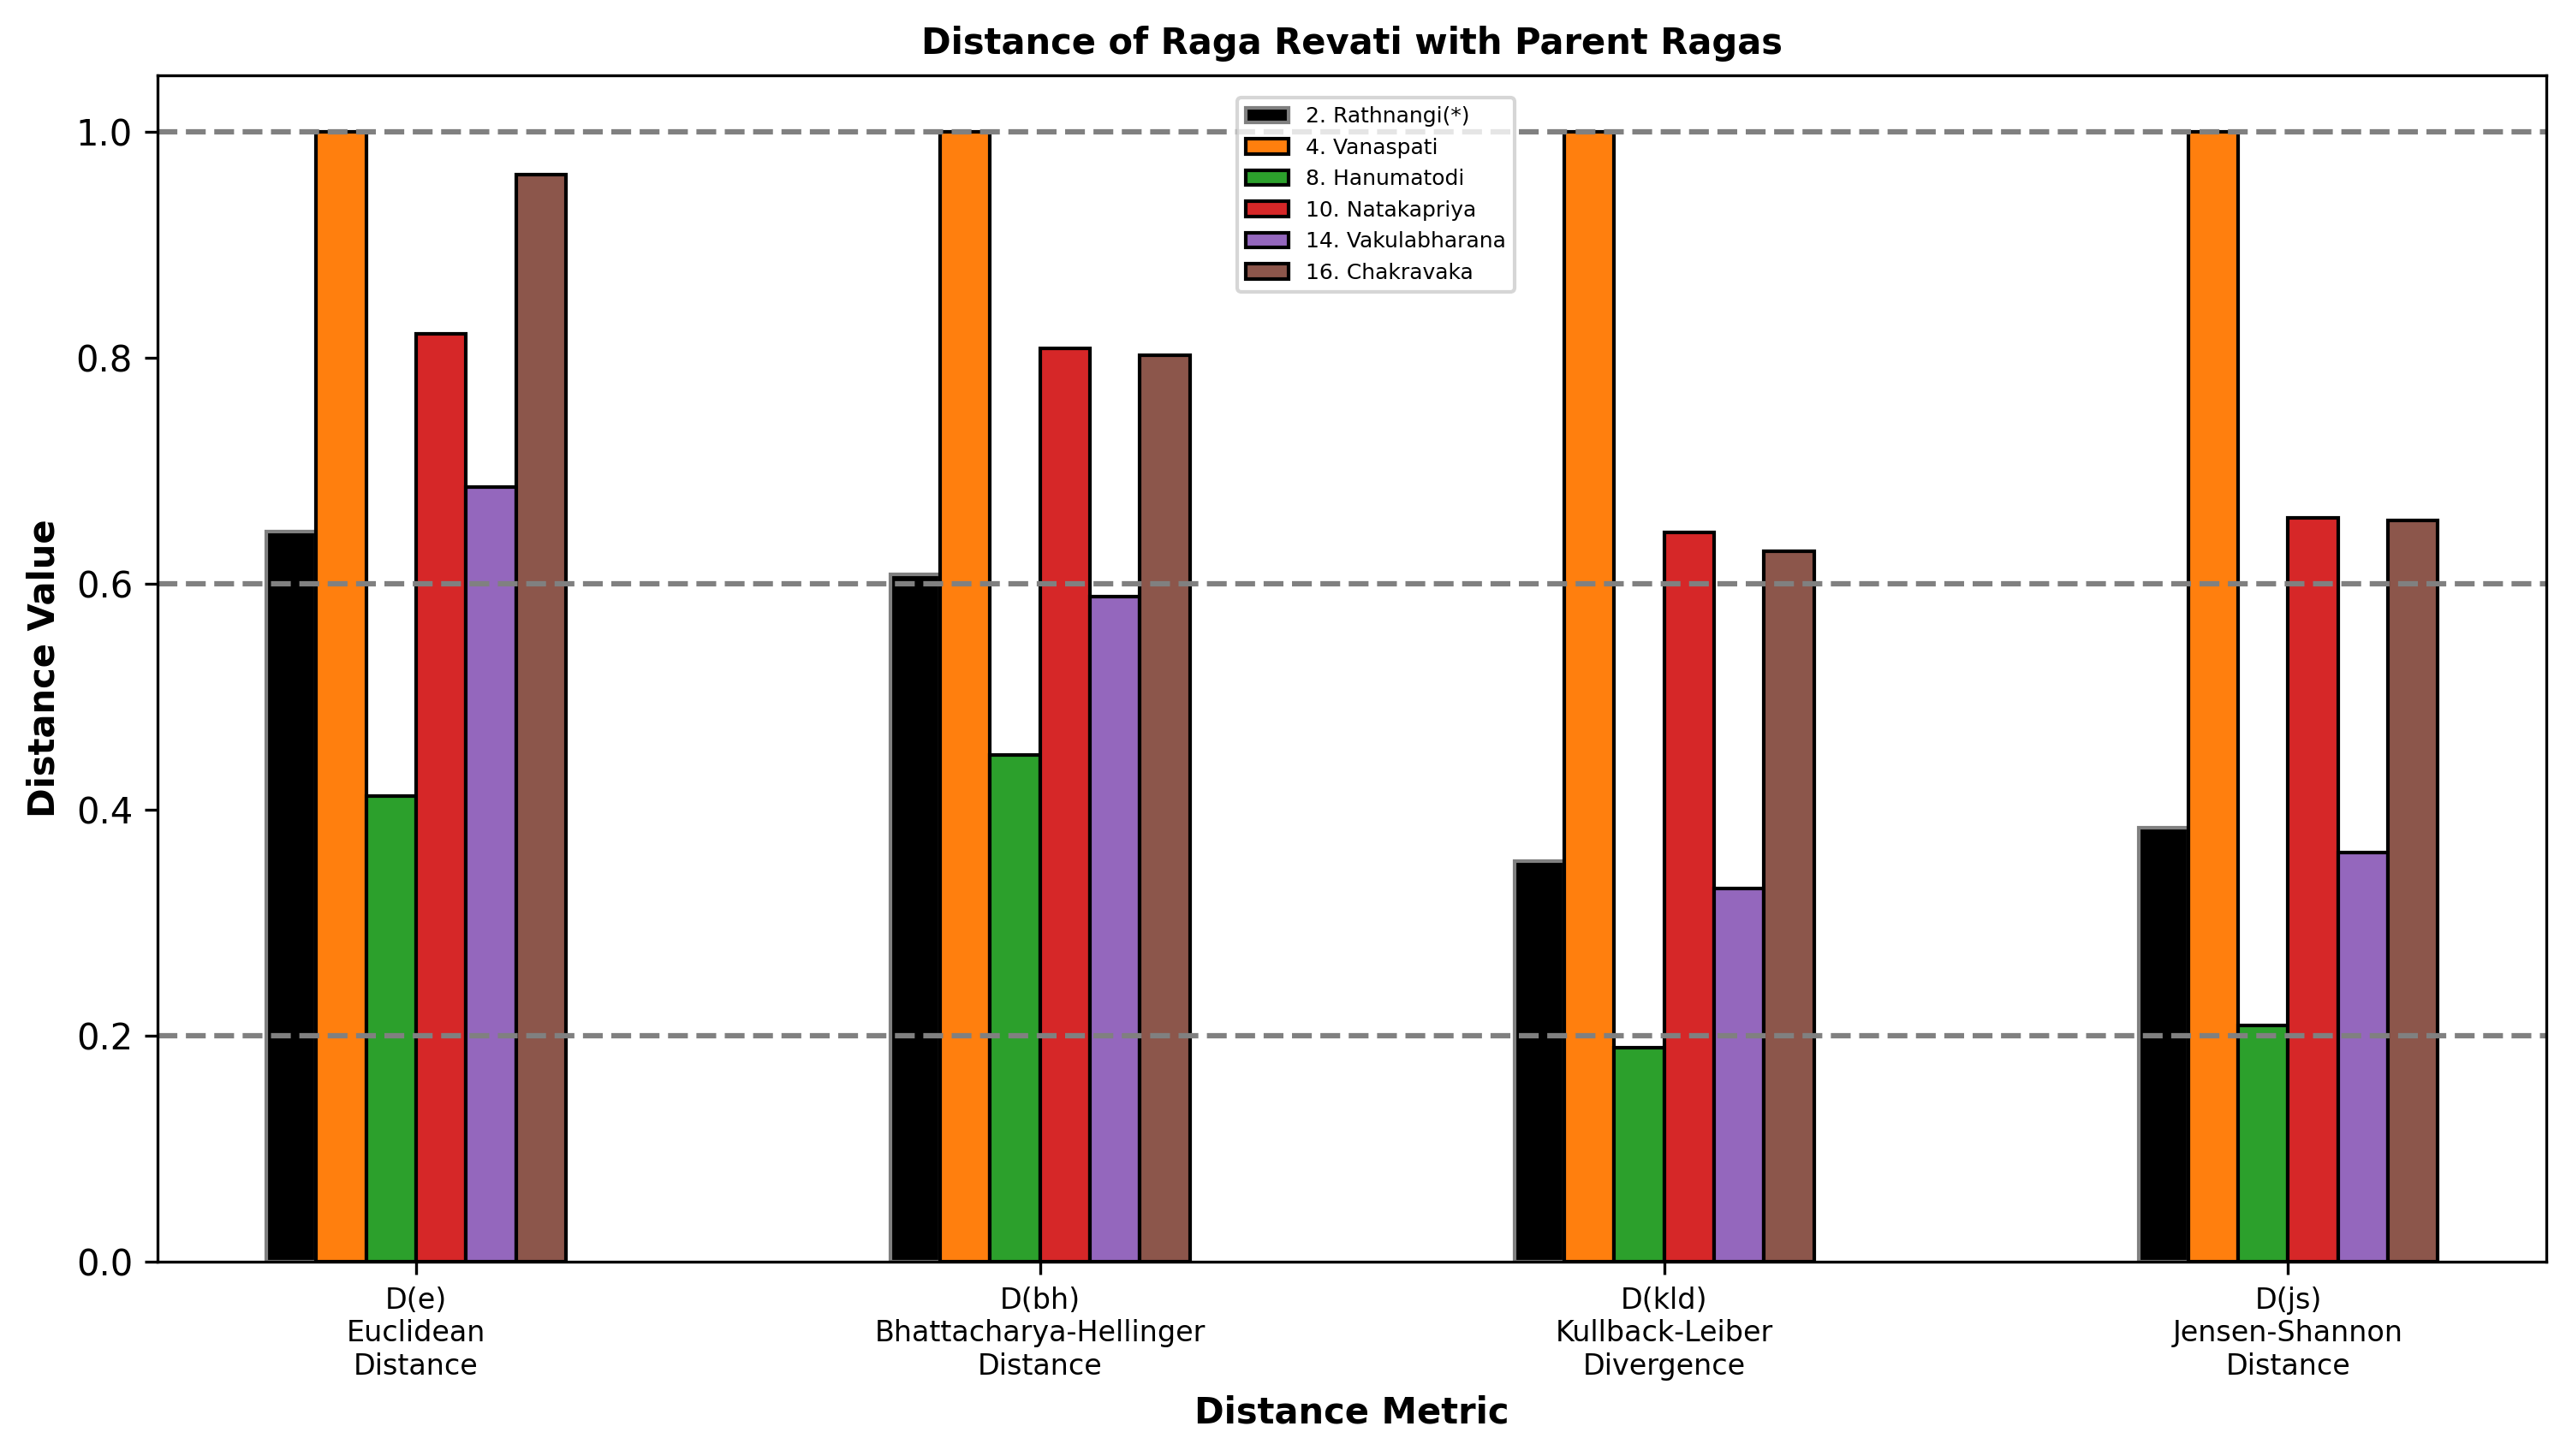 Distance of Raga Revati with Parent Ragas
2. Rathnangi(*)
4. Vanaspati
8. Hanumatodi
10. Natakapriya
14. Vakulabharana
16. Chakravaka
Distance Value
1.0
0.8
0.6
0.4
0.2
0.0
D(e)
Euclidean
Distance
D(bh)
Bhattacharya-Hellinger
Distance
D(kld)
Kullback-Leiber
Divergence
D(js)
Jensen-Shannon
Distance
Distance Metric